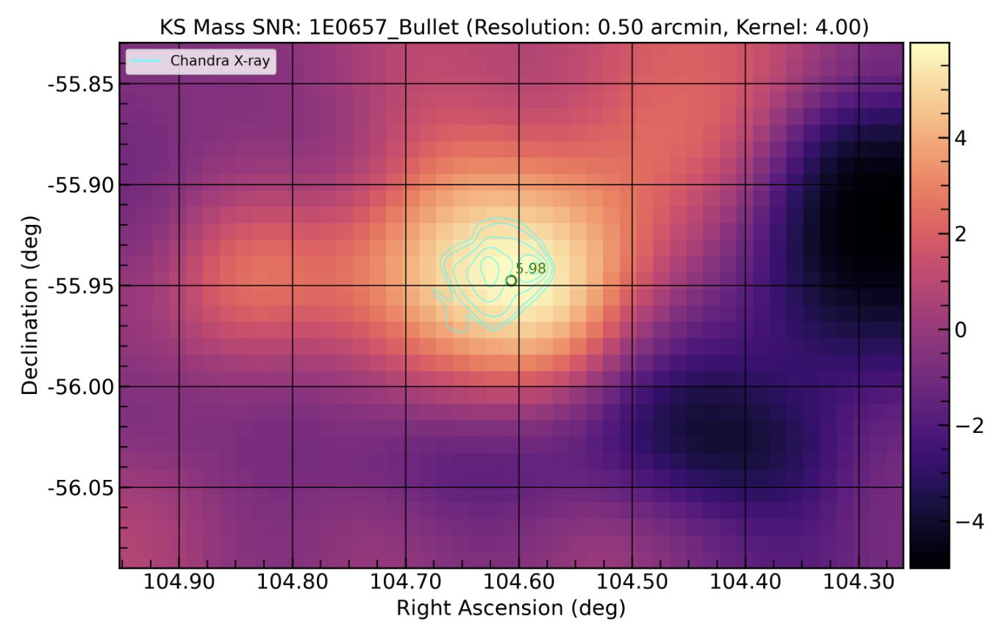 KS Mass SNR: 1E0657_Bullet (Resolution: 0.50 arcmin, Kernel: 4.00)
Chandra X-ray
-55.85
-55.90
-55.95
-56.00
-56.05
Declination (deg)
5.98
4
2
0
−2
−4
104.90 104.80 104.70 104.60 104.50 104.40 104.30
Right Ascension (deg)